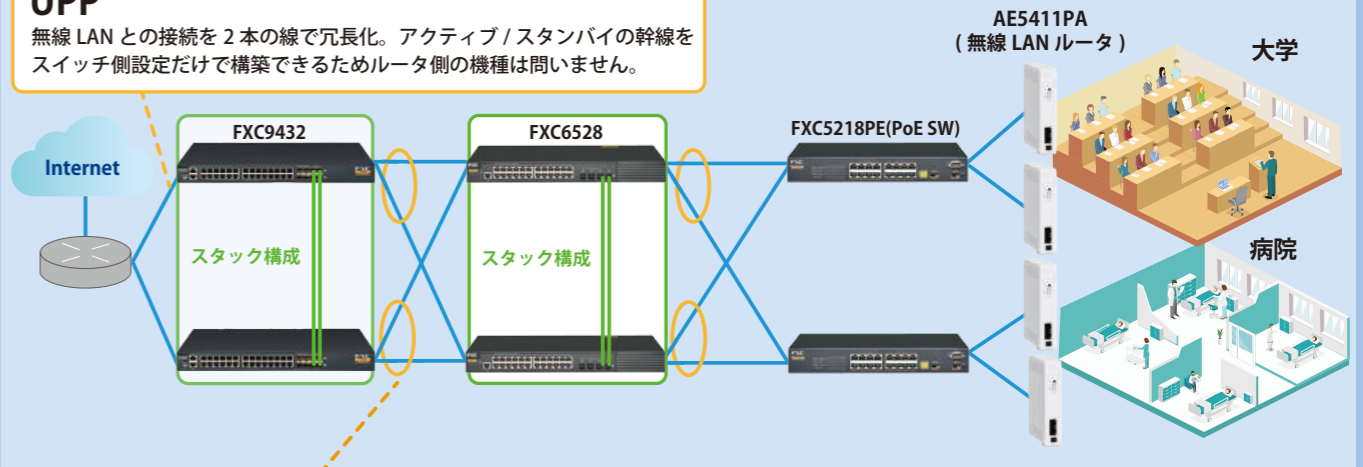 UPP
無線 LAN との接続を 2 本の線で冗長化。アクティブ / スタンバイの幹線を
スイッチ側設定だけで構築できるためルータ側の機種は問いません。
AE5411PA
( 無線 LAN ルータ )
大学
FXC9432
FXC6528
FXC5218PE(PoE SW)
Internet
スタック構成
スタック構成
病院